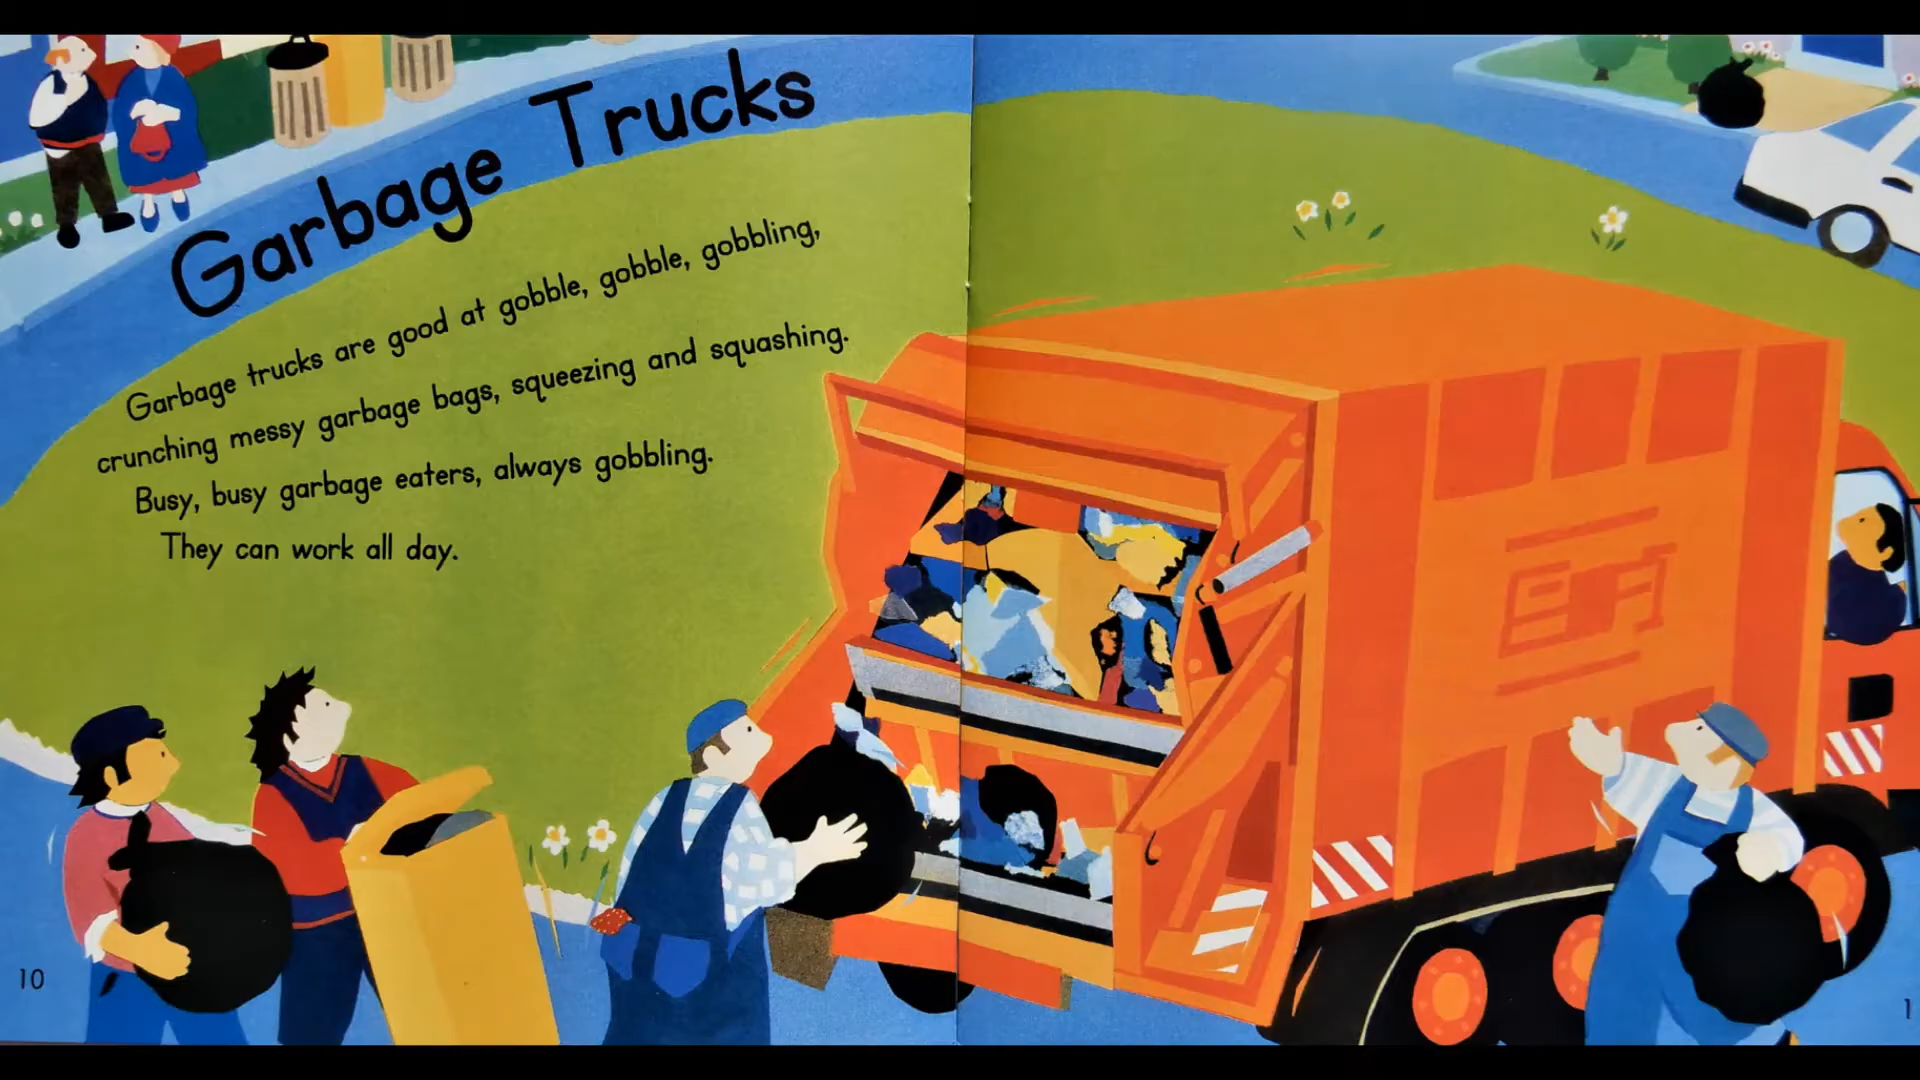 Garbage Trucks
Garbage trucks are good at gobble, gobble, gobbling,
crunching messy garbage bags, squeezing and squashing.
Busy, busy garbage eaters, always gobbling.
They can work all day.
10